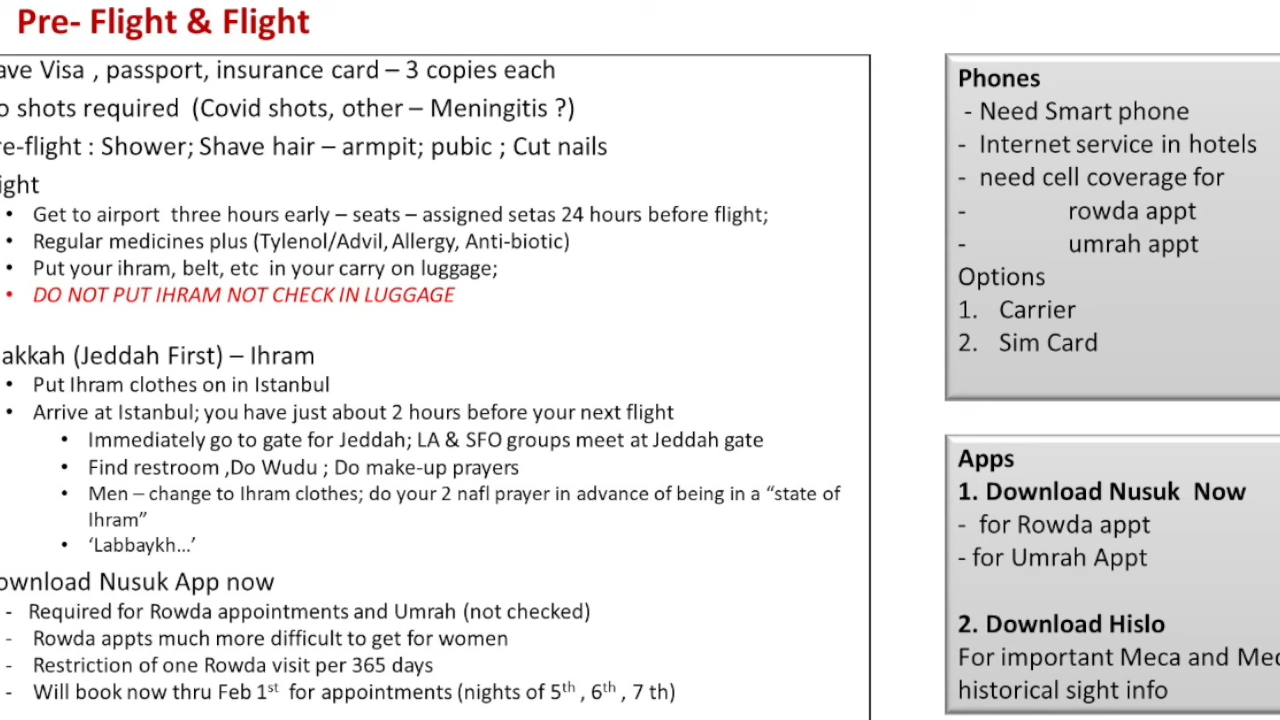 Pre- Flight & Flight
ave Visa , passport, insurance card – 3 copies each
o shots required (Covid shots, other – Meningitis ?)
re-flight : Shower; Shave hair – armpit; pubic ; Cut nails
ight
• Get to airport three hours early – seats – assigned setas 24 hours before flight;
• Regular medicines plus (Tylenol/Advil, Allergy, Anti-biotic)
• Put your ihram, belt, etc in your carry on luggage;
• DO NOT PUT IHRAM NOT CHECK IN LUGGAGE
akkah (Jeddah First) – Ihram
• Put Ihram clothes on in Istanbul
• Arrive at Istanbul; you have just about 2 hours before your next flight
• Immediately go to gate for Jeddah; LA & SFO groups meet at Jeddah gate
• Find restroom ,Do Wudu ; Do make-up prayers
• Men – change to Ihram clothes; do your 2 nafl prayer in advance of being in a “state of
Ihram”
• ‘Labbaykh…’
ownload Nusuk App now
- Required for Rowda appointments and Umrah (not checked)
- Rowda appts much more difficult to get for women
- Restriction of one Rowda visit per 365 days
- Will book now thru Feb 1st for appointments (nights of 5th , 6th , 7 th)
Phones
- Need Smart phone
- Internet service in hotels
- need cell coverage for
- rowda appt
- umrah appt
Options
1. Carrier
2. Sim Card
Apps
1. Download Nusuk Now
- for Rowda appt
- for Umrah Appt
2. Download Hislo
For important Meca and Med
historical sight info